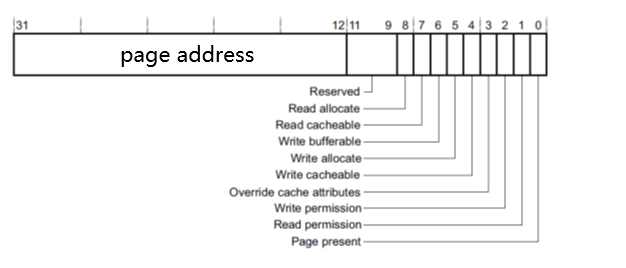 31 12 11 9 8 7 6 5 4 3 2 1 0
page address
Reserved
Read allocate
Read cacheable
Write bufferable
Write allocate
Write cacheable
Override cache attributes
Write permission
Read permission
Page present